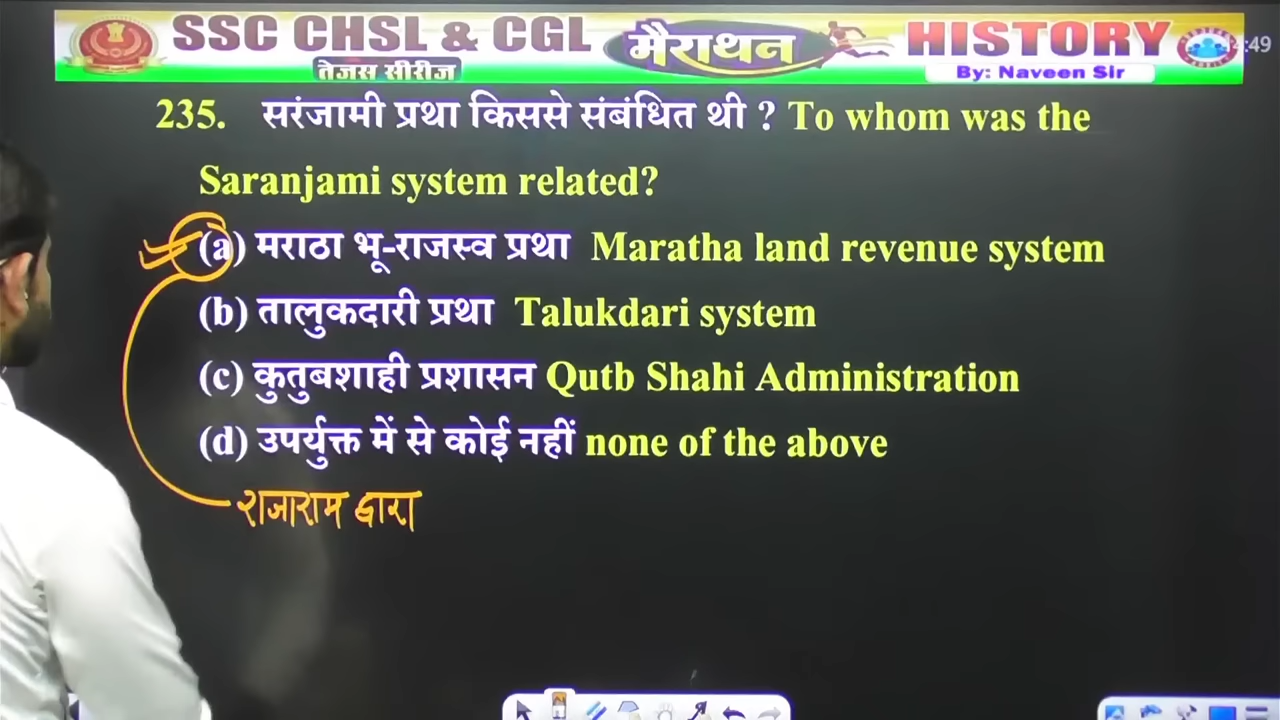 SSC CHSL & CGL
तेजस सीरीज
मैराथन
HISTORY
By: Naveen Sir
:49
235. सरंजामी प्रथा किससे संबंधित थी ? To whom was the
Saranjami system related?
(a) मराठा भू-राजस्व प्रथा Maratha land revenue system
(b) तालुकदारी प्रथा Talukdari system
(c) कुतुबशाही प्रशासन Qutb Shahi Administration
(d) उपर्युक्त में से कोई नहीं none of the above
राजाराम द्वारा